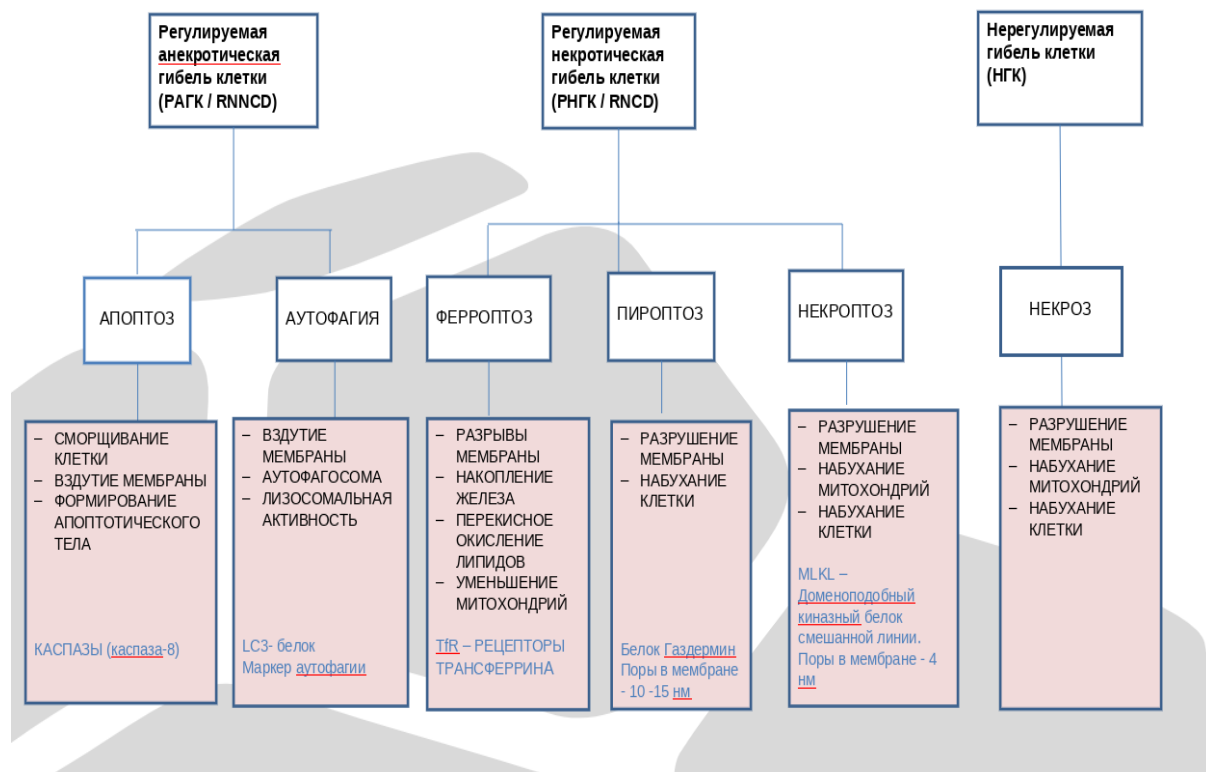 Регулируемая
анекротическая
гибель клетки
(РАГК / RNNCD)
Регулируемая
некротическая
гибель клетки
(РНГК / RNCD)
Нерегулируемая
гибель клетки
(НГК)
АПОПТОЗ
АУТОФАГИЯ
ФЕРРОПТОЗ
ПИРОПТОЗ
НЕКРОПТОЗ
НЕКРОЗ
– СМОРЩИВАНИЕ
КЛЕТКИ
– ВЗДУТИЕ МЕМБРАНЫ
– ФОРМИРОВАНИЕ
АПОПТОТИЧЕСКОГО
ТЕЛА
КАСПАЗЫ (каспаза-8)
– ВЗДУТИЕ
МЕМБРАНЫ
– АУТОФАГОСОМА
– ЛИЗОСОМАЛЬНАЯ
АКТИВНОСТЬ
LC3- белок
Маркер аутофагии
– РАЗРЫВЫ
МЕМБРАНЫ
– НАКОПЛЕНИЕ
ЖЕЛЕЗА
– ПЕРЕКИСНОЕ
ОКИСЛЕНИЕ
ЛИПИДОВ
– УМЕНЬШЕНИЕ
МИТОХОНДРИЙ
TfR – РЕЦЕПТОРЫ
ТРАНСФЕРРИНА
– РАЗРУШЕНИЕ
МЕМБРАНЫ
– НАБУХАНИЕ
КЛЕТКИ
Белок Газдермин
Поры в мембране
- 10 -15 нм
– РАЗРУШЕНИЕ
МЕМБРАНЫ
– НАБУХАНИЕ
МИТОХОНДРИЙ
– НАБУХАНИЕ
КЛЕТКИ
MLKL –
Доменоподобный
киназный белок
смешанной линии.
Поры в мембране - 4
нм
– РАЗРУШЕНИЕ
МЕМБРАНЫ
– НАБУХАНИЕ
МИТОХОНДРИЙ
– НАБУХАНИЕ
КЛЕТКИ